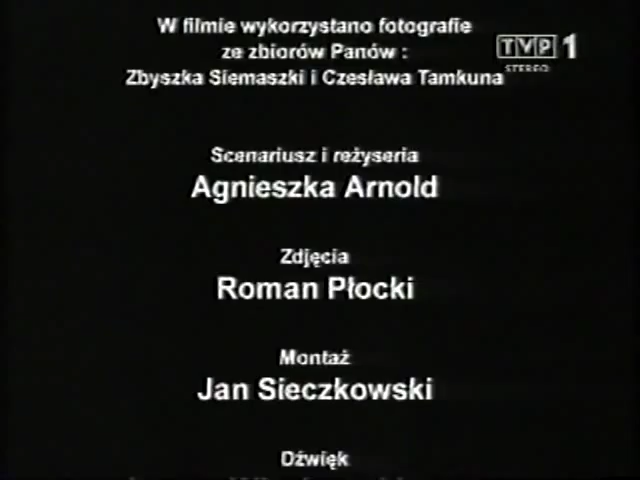 W filmie wykorzystano fotografie
ze zbiorów Panów :
Zbyszka Siemaszki i Czesława Tamkuna
TVP 1
STEREO
Scenariusz i reżyseria
Agnieszka Arnold
Zdjęcia
Roman Płocki
Montaż
Jan Sieczkowski
Dźwięk